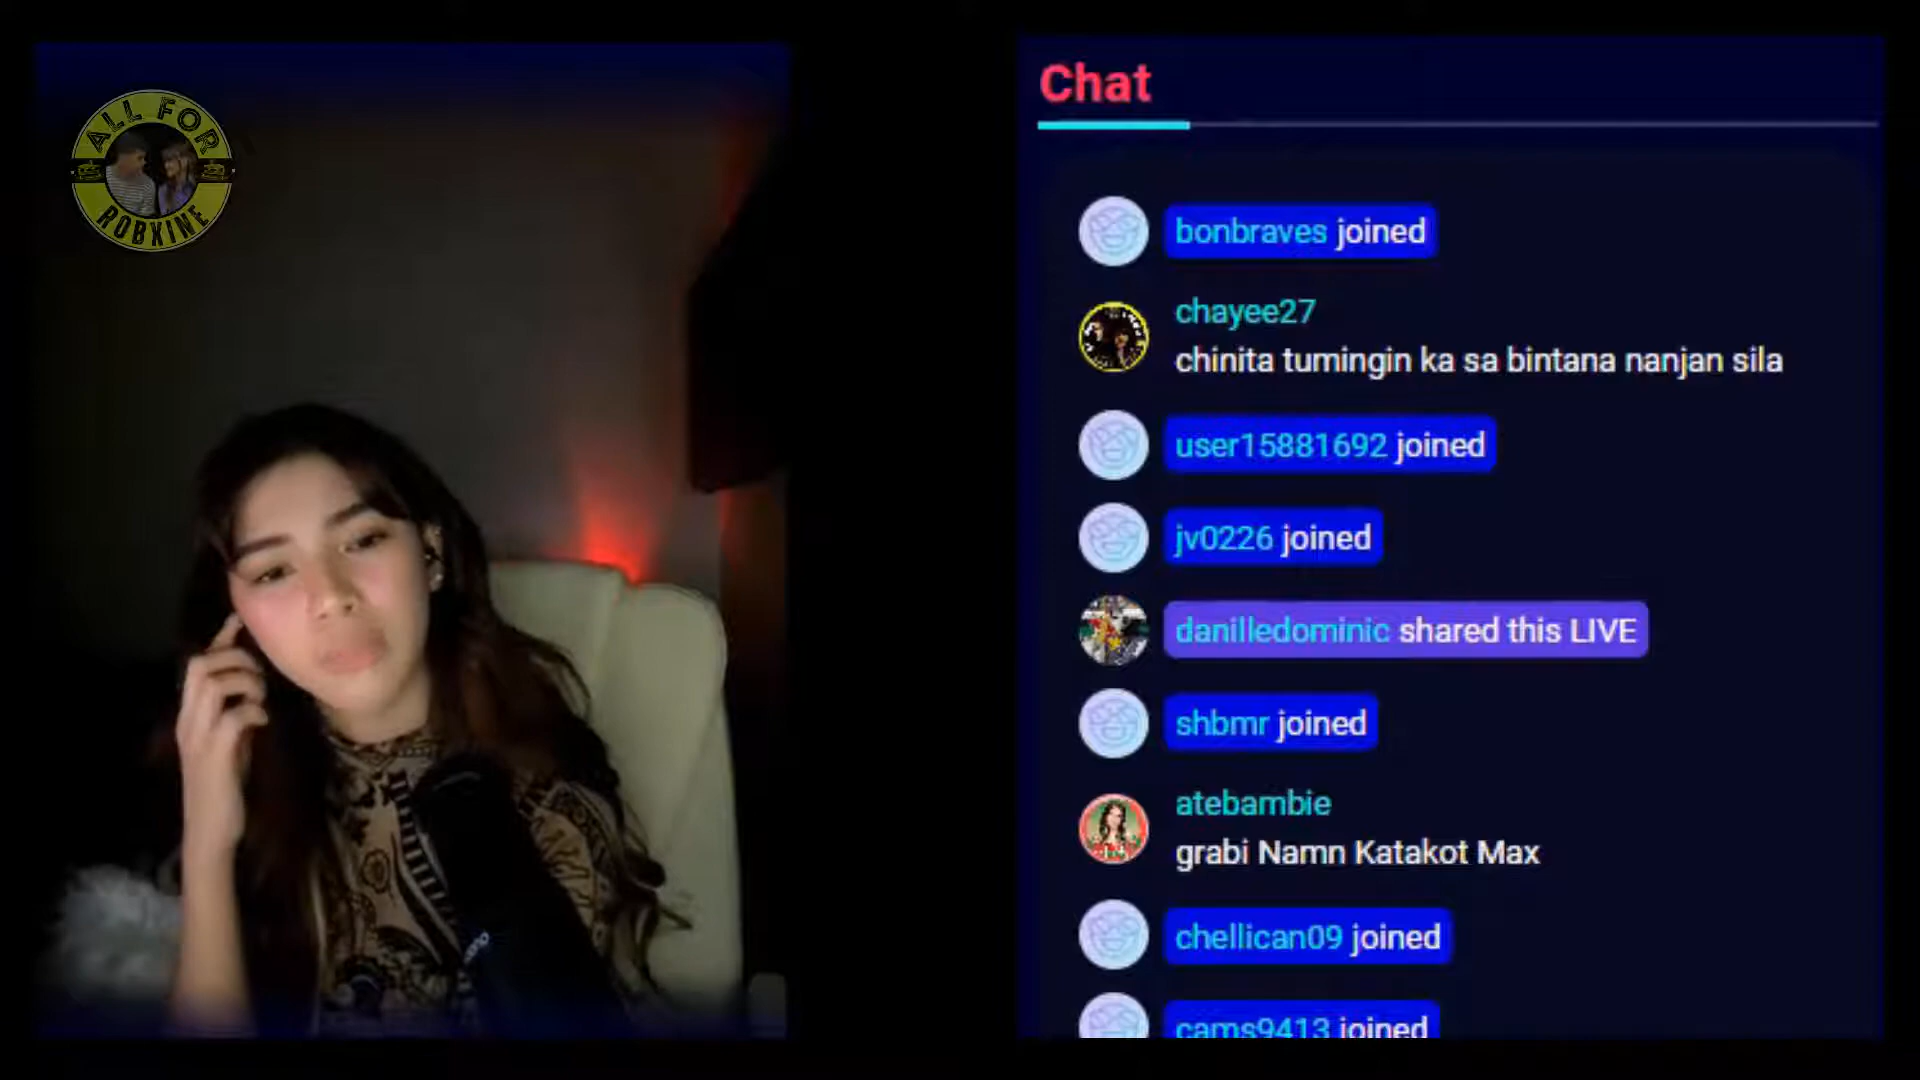 ALL FOR
ROBXINE
Chat
bonbraves joined
chayee27
chinita tumingin ka sa bintana nanjan sila
user15881692 joined
jv0226 joined
danilledominic shared this LIVE
shbmr joined
atebambie
grabi Namn Katakot Max
chellican09 joined
cams9413 joined